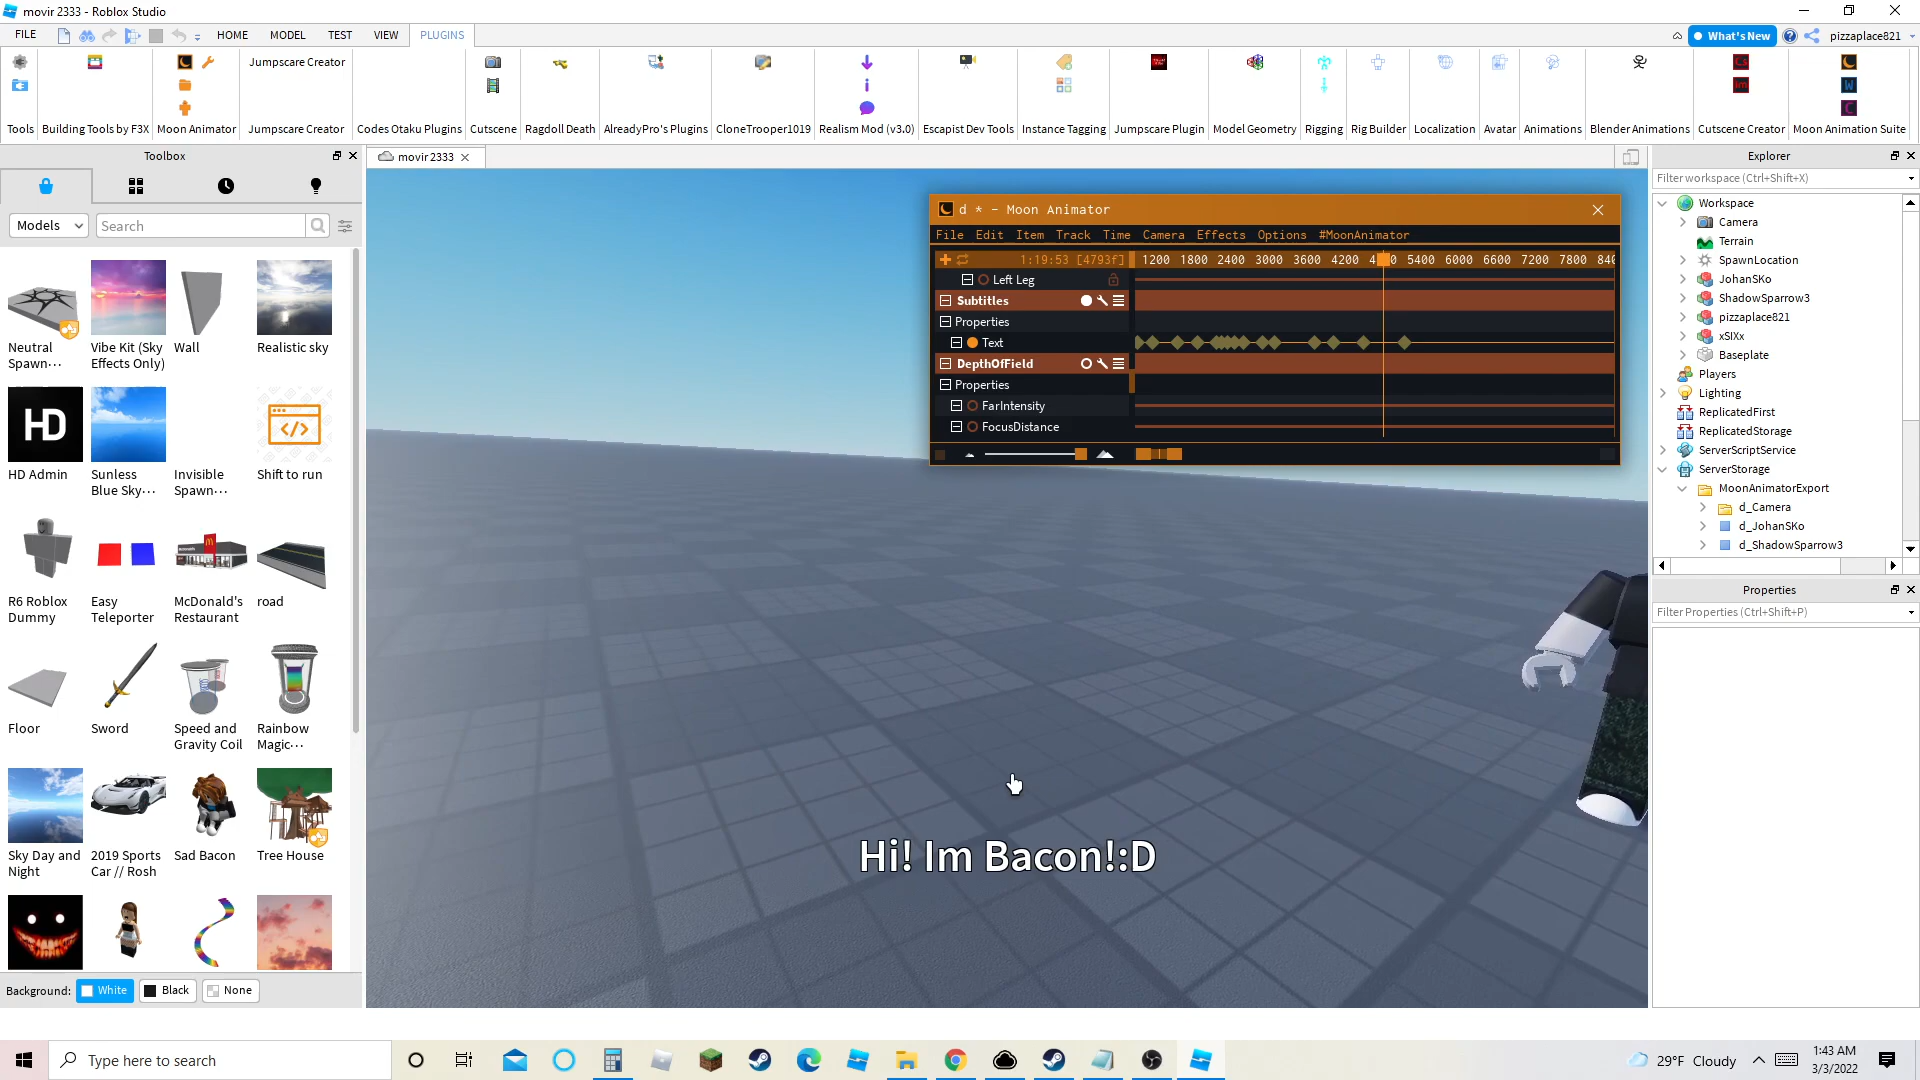 movir 2333 - Roblox Studio
FILE HOME MODEL TEST VIEW PLUGINS
What's New pizzaplace821
Jumpscare Creator
Tools Building Tools by F3X Moon Animator Jumpscare Creator Codes Otaku Plugins Cutscene Ragdoll Death AlreadyPro's Plugins CloneTrooper1019 Realism Mod (v3.0) Escapist Dev Tools Instance Tagging Jumpscare Plugin Model Geometry Rigging Rig Builder Localization Avatar Animations Blender Animations Cutscene Creator Moon Animation Suite
Toolbox
Models Search
Neutral Spawn…
Vibe Kit (Sky Effects Only)
Wall
Realistic sky
HD
HD Admin
Sunless Blue Sky…
Invisible Spawn…
Shift to run
R6 Roblox Dummy
Easy Teleporter
McDonald's Restaurant
road
Floor
Sword
Speed and Gravity Coil
Rainbow Magic…
Sky Day and Night
2019 Sports Car // Rosh
Sad Bacon
Tree House
Background: White Black None
movir 2333
d * - Moon Animator
File Edit Item Track Time Camera Effects Options #MoonAnimator
1:19:53 [4793f] 1200 1800 2400 3000 3600 4200 5400 6000 6600 7200 7800
Left Leg
Subtitles
Properties
Text
DepthOfField
Properties
FarIntensity
FocusDistance
Hi! Im Bacon!:D
Explorer
Filter workspace (Ctrl+Shift+X)
Workspace
Camera
Terrain
SpawnLocation
JohanSKo
ShadowSparrow3
pizzaplace821
xSIXx
Baseplate
Players
Lighting
ReplicatedFirst
ReplicatedStorage
ServerScriptService
ServerStorage
MoonAnimatorExport
d_Camera
d_JohanSKo
d_ShadowSparrow3
Properties
Filter Properties (Ctrl+Shift+P)
Type here to search
29°F Cloudy
1:43 AM
3/3/2022